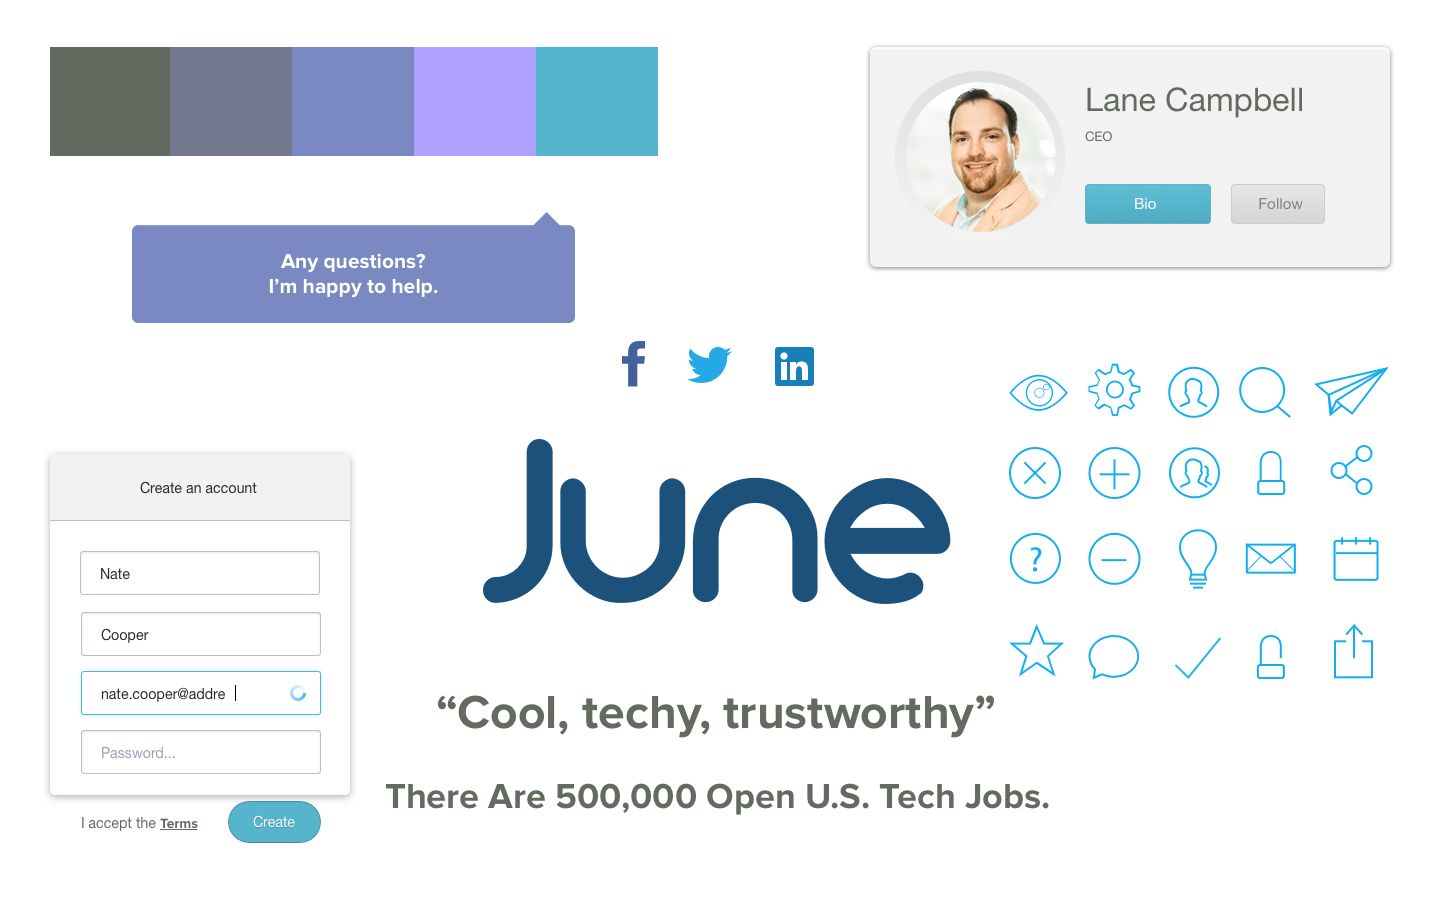 Lane Campbell
CEO
Bio
Follow
Any questions?
I’m happy to help.
f
in
June
?
Create an account
Nate
Cooper
nate.cooper@addre
Password...
I accept the Terms
Create
“Cool, techy, trustworthy”
There Are 500,000 Open U.S. Tech Jobs.